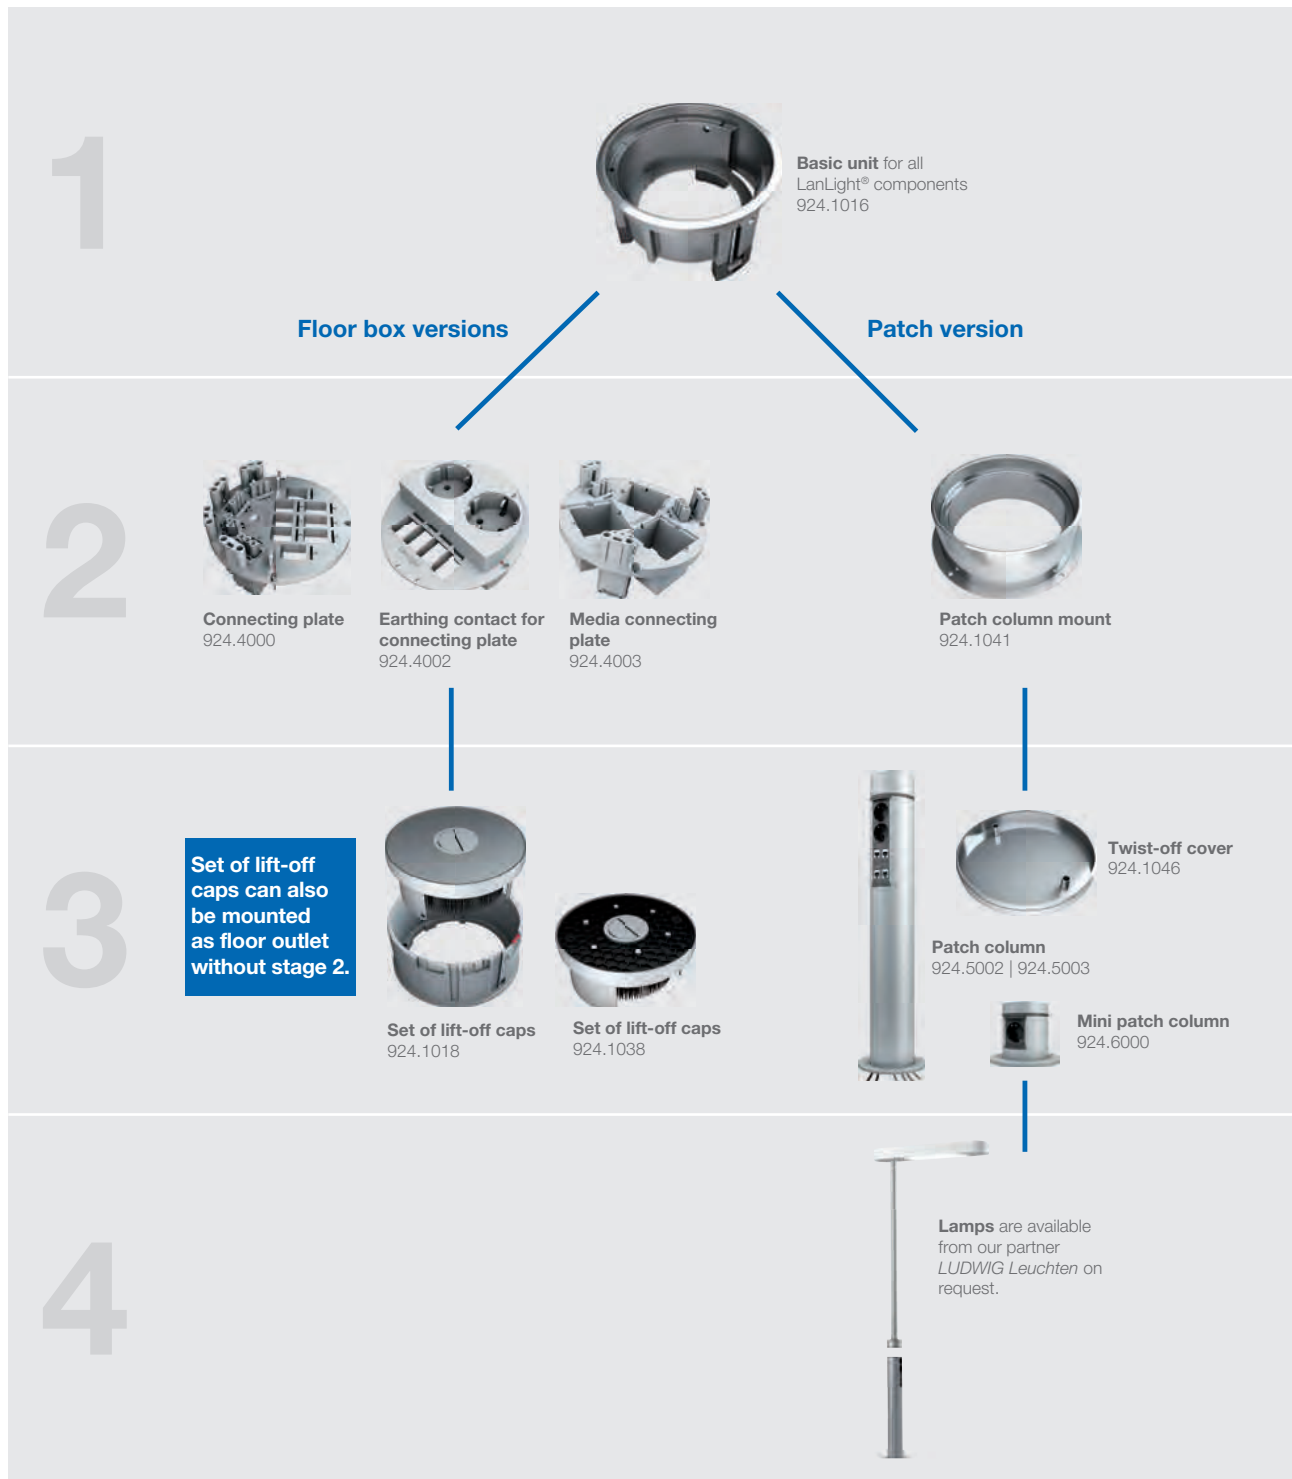 1
Basic unit for all
LanLight® components
924.1016
Floor box versions
Patch version
2
Connecting plate
924.4000
Earthing contact for
connecting plate
924.4002
Media connecting
plate
924.4003
Patch column mount
924.1041
3
Set of lift-off
caps can also
be mounted
as floor outlet
without stage 2.
Set of lift-off caps
924.1018
Set of lift-off caps
924.1038
Twist-off cover
924.1046
Patch column
924.5002 | 924.5003
Mini patch column
924.6000
4
Lamps are available
from our partner
LUDWIG Leuchten on
request.